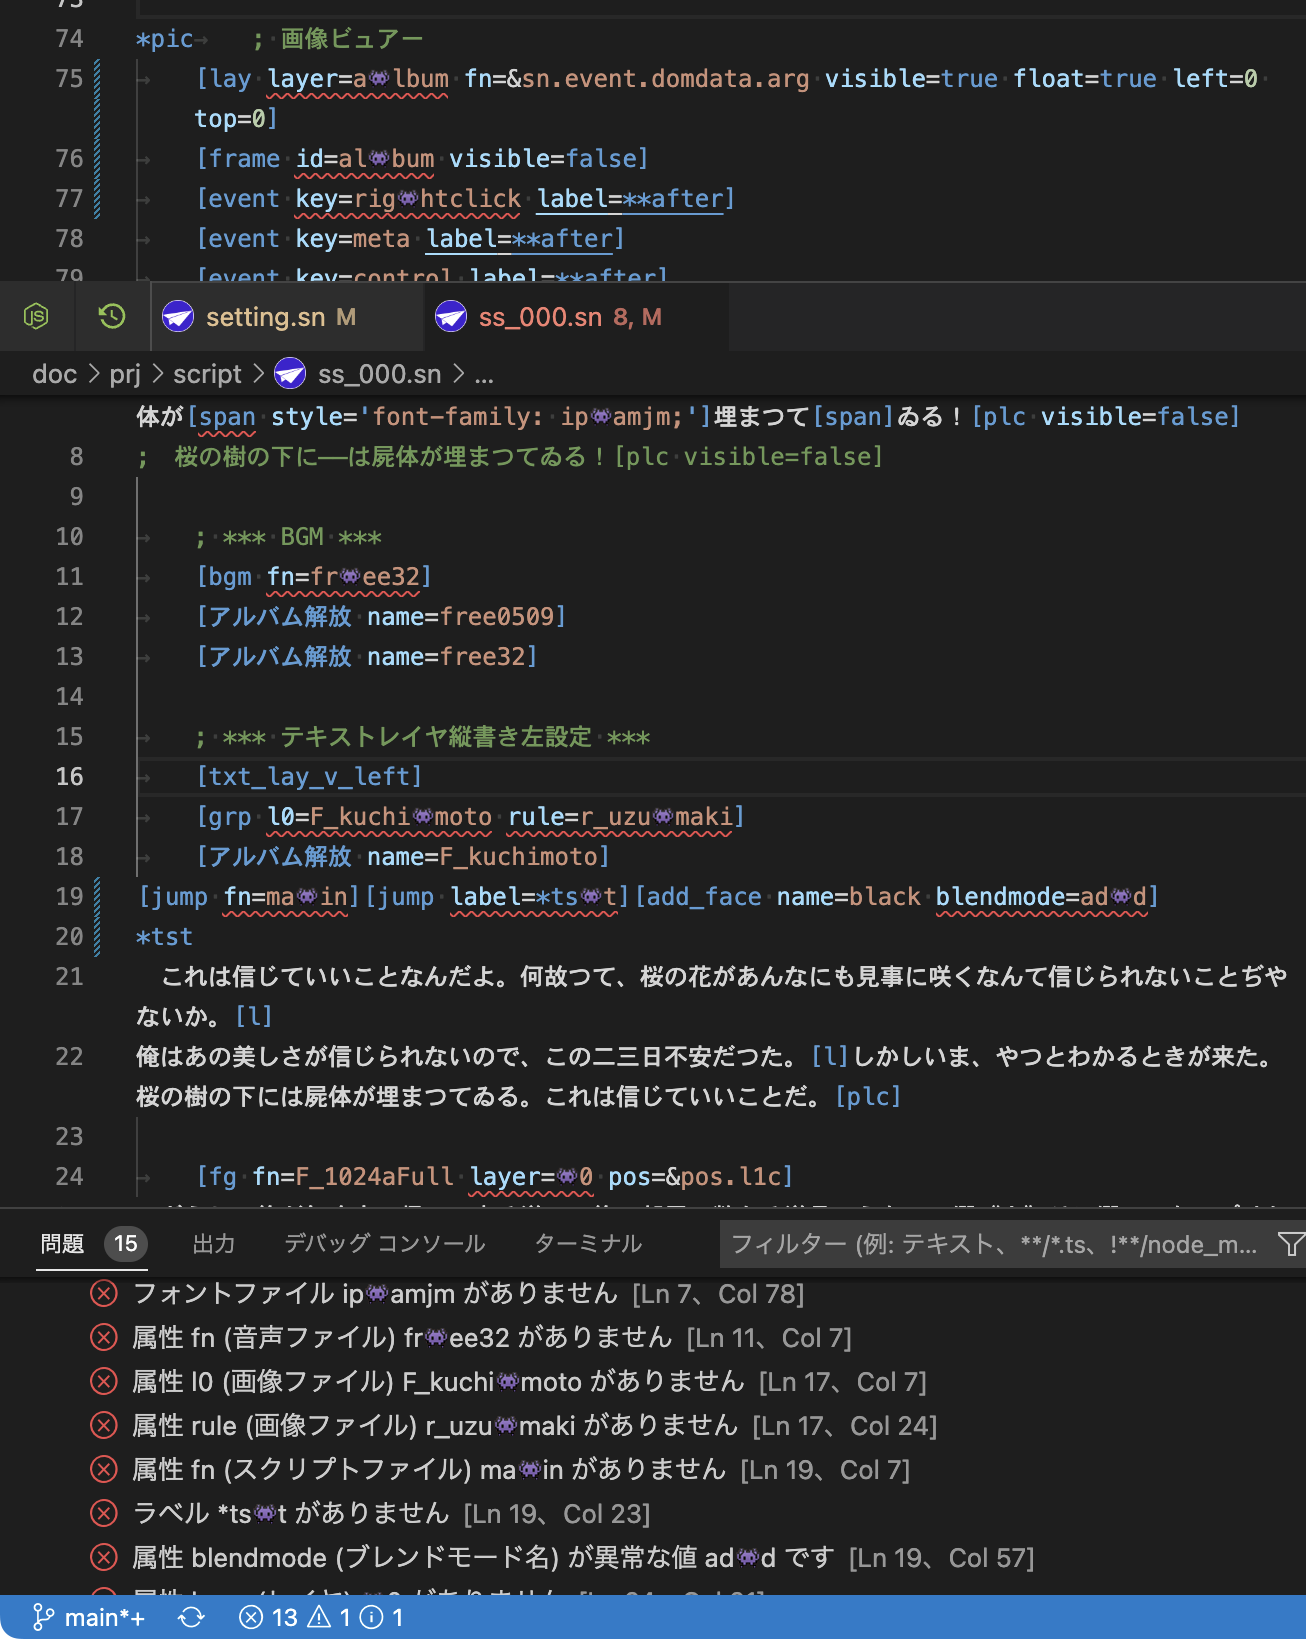 73
74 *pic→ ; 画像ビュアー
75 → [lay layer=a👾lbum fn=&sn.event.domdata.arg visible=true float=true left=0
top=0]
76 → [frame id=al👾bum visible=false]
77 → [event key=rig👾htclick label=**after]
78 → [event key=meta label=**after]
79 → [event key=control label=**after]
JS setting.sn M ss_000.sn 8, M
doc > prj > script > ss_000.sn > ...
体が[span style='font-family: ip👾amjm;']埋まつて[span]ゐる！[plc visible=false]
8 ;　桜の樹の下に──は屍体が埋まつてゐる！[plc visible=false]
9
10 → ; *** BGM ***
11 → [bgm fn=fr👾ee32]
12 → [アルバム解放 name=free0509]
13 → [アルバム解放 name=free32]
14
15 → ; *** テキストレイヤ縦書き左設定 ***
16 → [txt_lay_v_left]
17 → [grp l0=F_kuchi👾moto rule=r_uzu👾maki]
18 → [アルバム解放 name=F_kuchimoto]
19 [jump fn=ma👾in][jump label=*ts👾t][add_face name=black blendmode=ad👾d]
20 *tst
21 　これは信じていいことなんだよ。何故つて、桜の花があんなにも見事に咲くなんて信じられないことぢや
ないか。[l]
22 俺はあの美しさが信じられないので、この二三日不安だつた。[l]しかしいま、やつとわかるときが来た。
桜の樹の下には屍体が埋まつてゐる。これは信じていいことだ。[plc]
23
24 → [fg fn=F_1024aFull layer=👾0 pos=&pos.l1c]
問題 15 出力 デバッグ コンソール ターミナル フィルター (例: テキスト、**/*.ts、!**/node_m...
フォントファイル ip👾amjm がありません [Ln 7、Col 78]
属性 fn (音声ファイル) fr👾ee32 がありません [Ln 11、Col 7]
属性 l0 (画像ファイル) F_kuchi👾moto がありません [Ln 17、Col 7]
属性 rule (画像ファイル) r_uzu👾maki がありません [Ln 17、Col 24]
属性 fn (スクリプトファイル) ma👾in がありません [Ln 19、Col 7]
ラベル *ts👾t がありません [Ln 19、Col 23]
属性 blendmode (ブレンドモード名) が異常な値 ad👾d です [Ln 19、Col 57]
main*+ 13 1 1